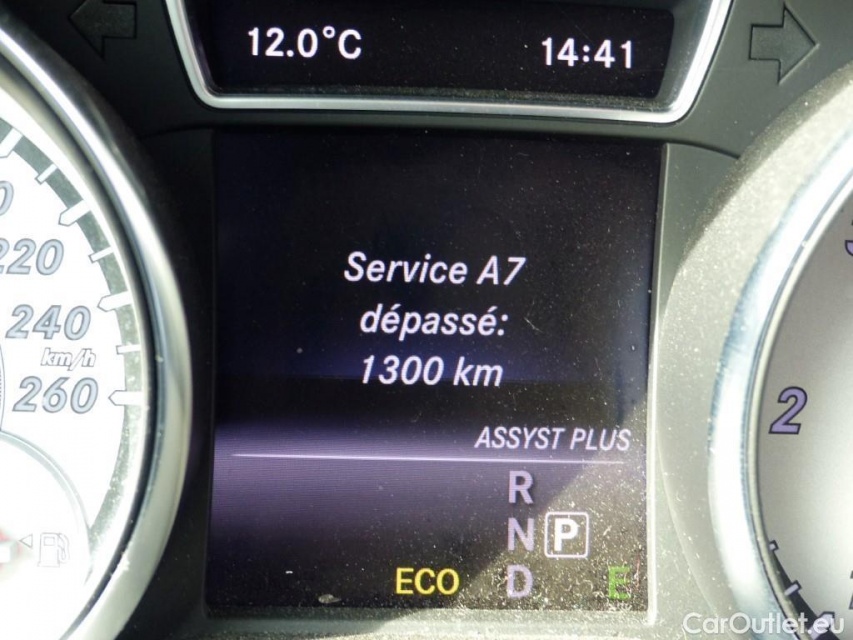 12.0°C 14:41
Service A7
dépassé:
1300 km
ASSYST PLUS
220
240
km/h
260
2
R
N P
D
ECO E
CarOutlet.eu